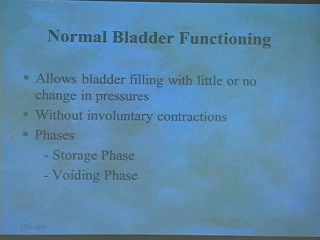 Normal Bladder Functioning
Allows bladder filling with little or no
change in pressures
Without involuntary contractions
Phases
- Storage Phase
- Voiding Phase